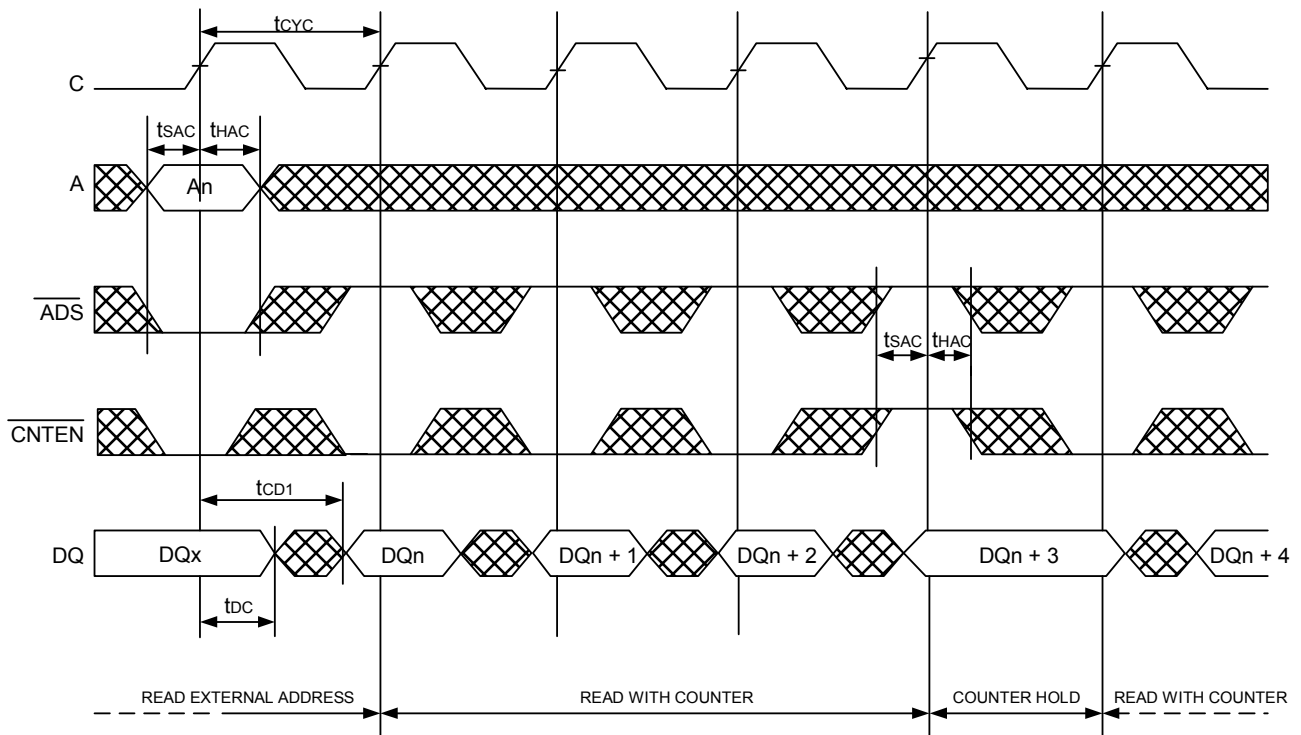 tCYC
C
tSAC
tHAC
A
An
ADS
tSAC
tHAC
CNTEN
tCD1
DQ
DQx
DQn
DQn + 1
DQn + 2
DQn + 3
DQn + 4
tDC
READ EXTERNAL ADDRESS
READ WITH COUNTER
COUNTER HOLD
READ WITH COUNTER